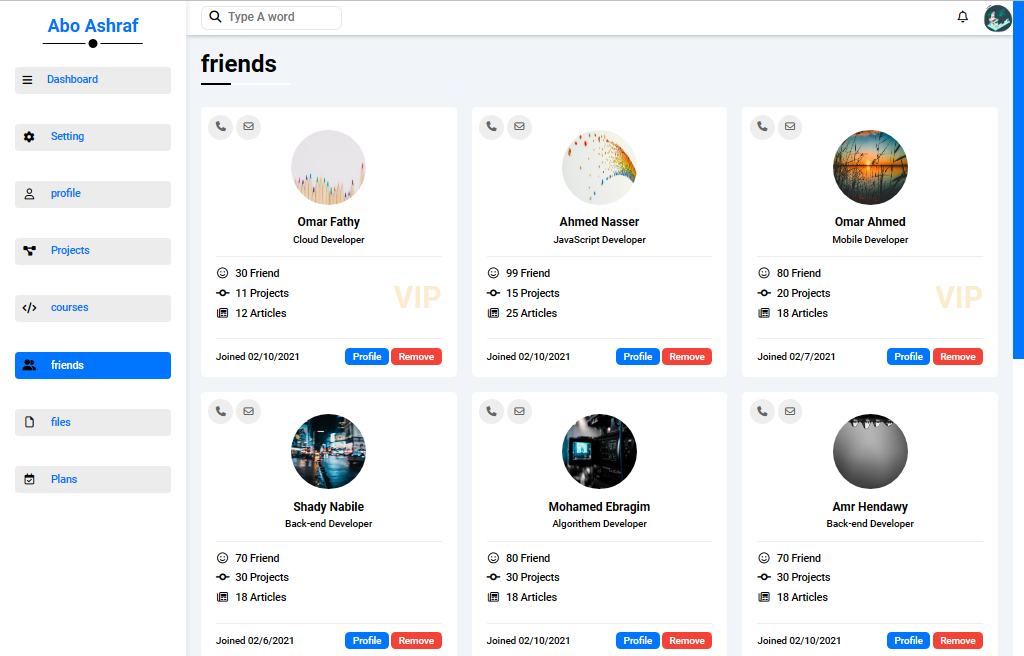 Abo Ashraf
Type A word
Dashboard
Setting
profile
Projects
courses
friends
files
Plans
friends
Omar Fathy
Cloud Developer
30 Friend
11 Projects
12 Articles
VIP
Joined 02/10/2021
Profile
Remove
Ahmed Nasser
JavaScript Developer
99 Friend
15 Projects
25 Articles
Joined 02/10/2021
Profile
Remove
Omar Ahmed
Mobile Developer
80 Friend
20 Projects
18 Articles
VIP
Joined 02/7/2021
Profile
Remove
Shady Nabile
Back-end Developer
70 Friend
30 Projects
18 Articles
Joined 02/6/2021
Profile
Remove
Mohamed Ebragim
Algorithem Developer
80 Friend
30 Projects
18 Articles
Joined 02/10/2021
Profile
Remove
Amr Hendawy
Back-end Developer
70 Friend
30 Projects
18 Articles
Joined 02/10/2021
Profile
Remove